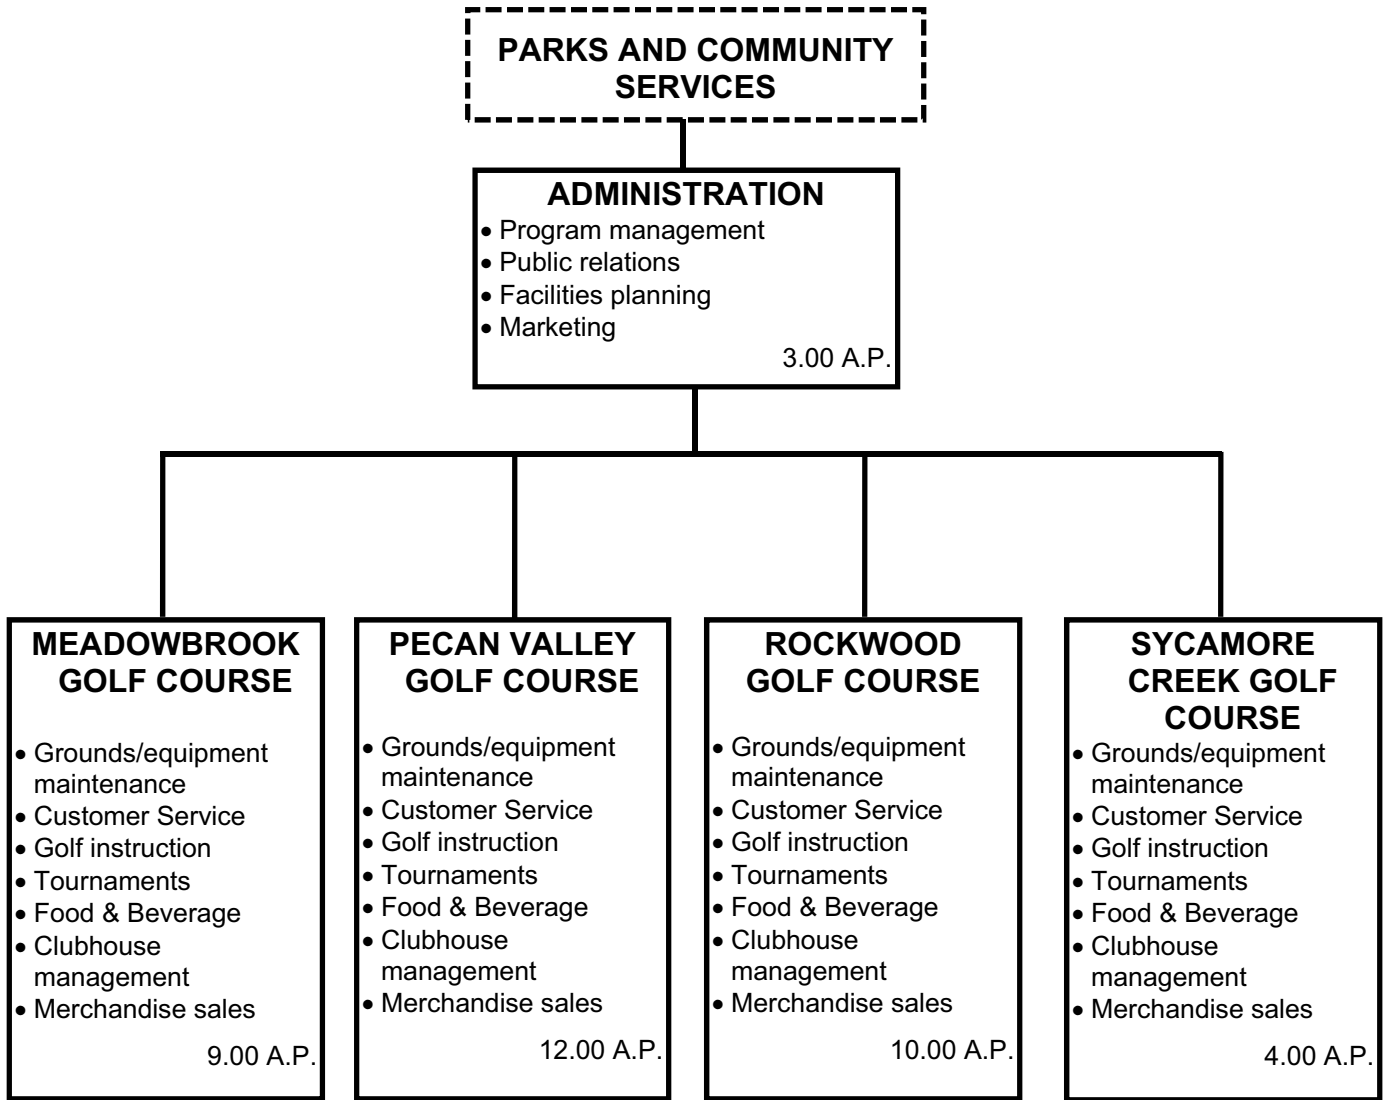 PARKS AND COMMUNITY
SERVICES
ADMINISTRATION
• Program management
• Public relations
• Facilities planning
• Marketing
3.00 A.P.
MEADOWBROOK
GOLF COURSE
• Grounds/equipment
maintenance
• Customer Service
• Golf instruction
• Tournaments
• Food & Beverage
• Clubhouse
management
• Merchandise sales
9.00 A.P.
PECAN VALLEY
GOLF COURSE
• Grounds/equipment
maintenance
• Customer Service
• Golf instruction
• Tournaments
• Food & Beverage
• Clubhouse
management
• Merchandise sales
12.00 A.P.
ROCKWOOD
GOLF COURSE
• Grounds/equipment
maintenance
• Customer Service
• Golf instruction
• Tournaments
• Food & Beverage
• Clubhouse
management
• Merchandise sales
10.00 A.P.
SYCAMORE
CREEK GOLF
COURSE
• Grounds/equipment
maintenance
• Customer Service
• Golf instruction
• Tournaments
• Food & Beverage
• Clubhouse
management
• Merchandise sales
4.00 A.P.